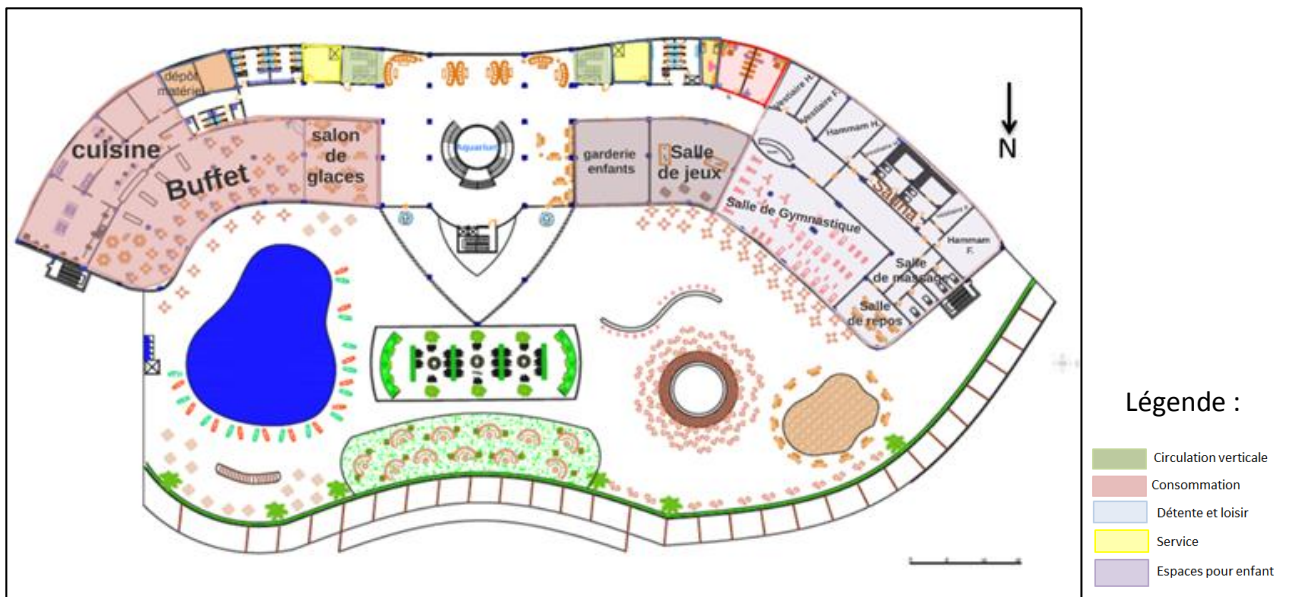 dépôt
matériel
cuisine
Buffet
salon
de
glaces
Aquarium
garderie
enfants
Salle
de jeux
Vestiaire H.
Vestiaire F.
Hammam H.
Sauna
Salle de Gymnastique
Hammam
F.
Salle
de massage
Salle
de repos
N
Légende :
Circulation verticale
Consommation
Détente et loisir
Service
Espaces pour enfant